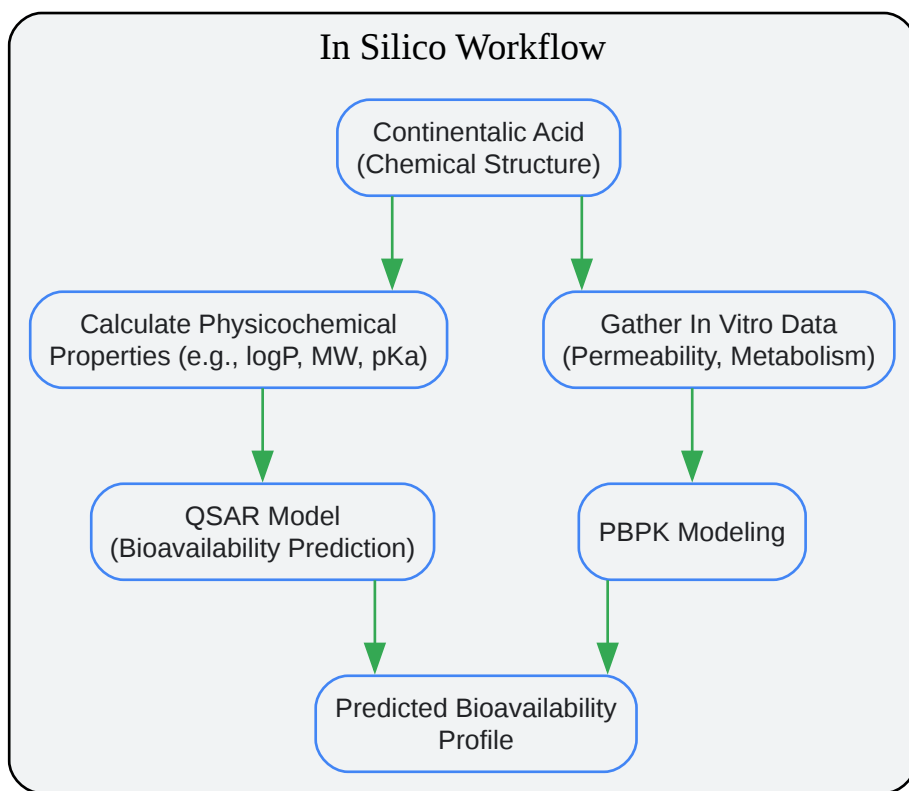 In Silico Workflow
Continentalic Acid
(Chemical Structure)
Calculate Physicochemical
Properties (e.g., logP, MW, pKa)
Gather In Vitro Data
(Permeability, Metabolism)
QSAR Model
(Bioavailability Prediction)
PBPK Modeling
Predicted Bioavailability
Profile